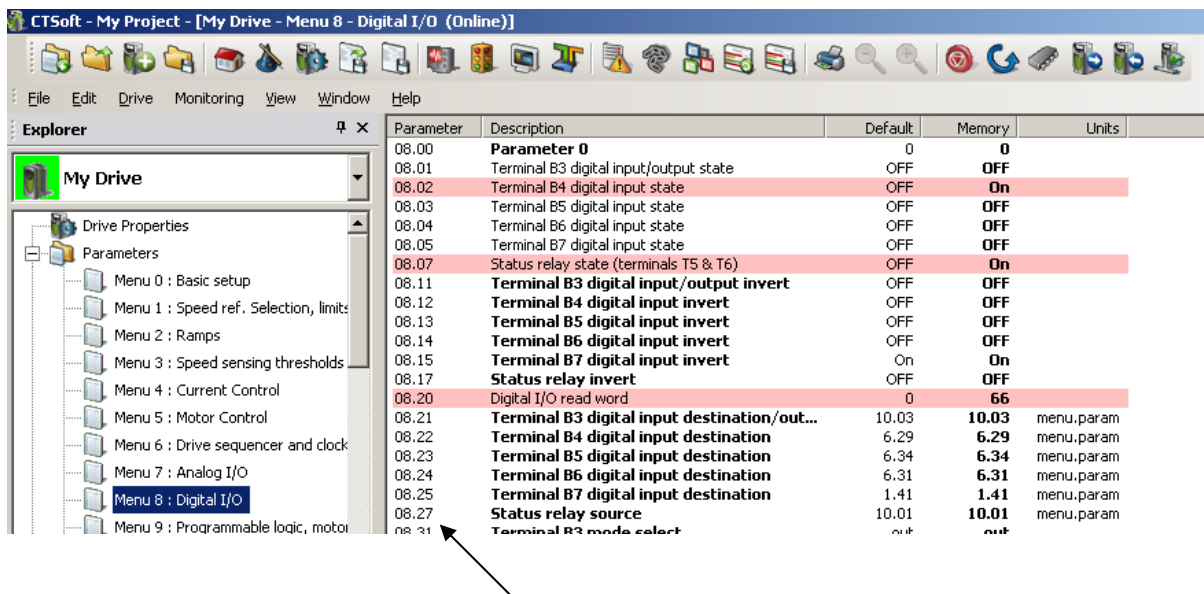 CTSoft - My Project - [My Drive - Menu 8 - Digital I/O (Online)]
File Edit Drive Monitoring View Window Help
Explorer
My Drive
Drive Properties
Parameters
Menu 0 : Basic setup
Menu 1 : Speed ref. Selection, limits
Menu 2 : Ramps
Menu 3 : Speed sensing thresholds
Menu 4 : Current Control
Menu 5 : Motor Control
Menu 6 : Drive sequencer and clock
Menu 7 : Analog I/O
Menu 8 : Digital I/O
Menu 9 : Programmable logic, motor
Parameter Description Default Memory Units
08.00 Parameter 0 0 0
08.01 Terminal B3 digital input/output state OFF OFF
08.02 Terminal B4 digital input state OFF On
08.03 Terminal B5 digital input state OFF OFF
08.04 Terminal B6 digital input state OFF OFF
08.05 Terminal B7 digital input state OFF OFF
08.07 Status relay state (terminals T5 & T6) OFF On
08.11 Terminal B3 digital input/output invert OFF OFF
08.12 Terminal B4 digital input invert OFF OFF
08.13 Terminal B5 digital input invert OFF OFF
08.14 Terminal B6 digital input invert OFF OFF
08.15 Terminal B7 digital input invert On On
08.17 Status relay invert OFF OFF
08.20 Digital I/O read word 0 66
08.21 Terminal B3 digital input destination/out... 10.03 10.03 menu.param
08.22 Terminal B4 digital input destination 6.29 6.29 menu.param
08.23 Terminal B5 digital input destination 6.34 6.34 menu.param
08.24 Terminal B6 digital input destination 6.31 6.31 menu.param
08.25 Terminal B7 digital input destination 1.41 1.41 menu.param
08.27 Status relay source 10.01 10.01 menu.param
08.31 Terminal B3 mode select out out